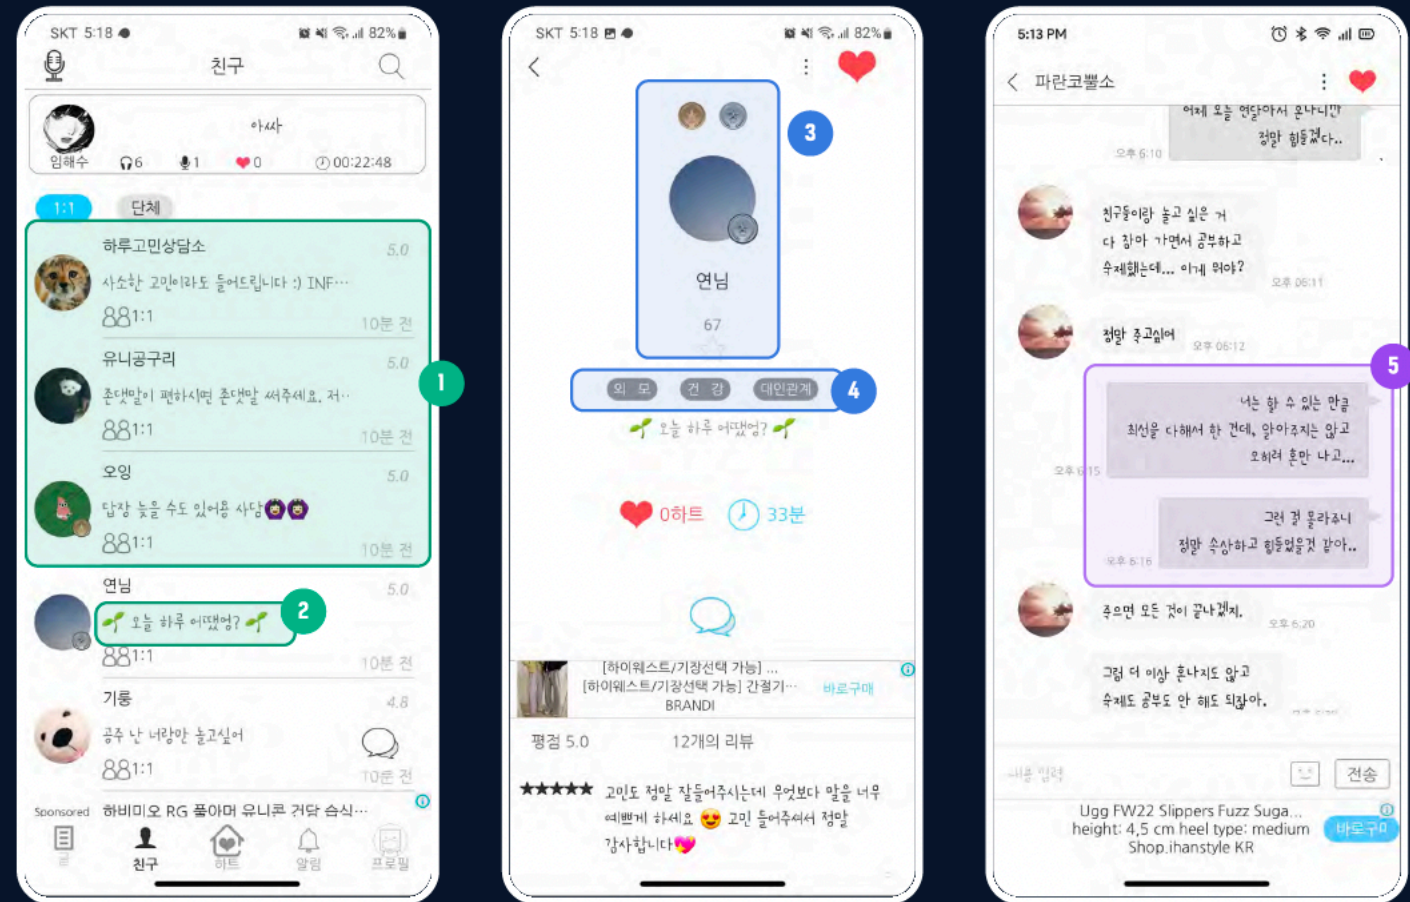 SKT 5:18
82%
친구
아싸
임해수
6
1
0
00:22:48
1:1
단체
하루고민상담소
5.0
사소한 고민이라도 들어드립니다 :) INF…
1:1
10분 전
유니공구리
5.0
존댓말이 편하시면 존댓말 써주세요. 저…
1:1
10분 전
1
오잉
5.0
답장 늦을 수도 있어용 사담🙆🙆
1:1
10분 전
연님
5.0
🌱 오늘 하루 어땠엉? 🌱
2
1:1
10분 전
기룽
4.8
공주 난 너랑만 놀고싶어
1:1
10분 전
Sponsored
하비미오 RG 풀아머 유니콘 건담 습식…
글
친구
하트
알림
프로필
SKT 5:18
82%
3
연님
67
외 모
건 강
대인관계
4
🌱 오늘 하루 어땠엉? 🌱
0하트
33분
[하이웨스트/기장선택 가능] ...
[하이웨스트/기장선택 가능] 간절기…
BRANDI
바로구매
평점 5.0
12개의 리뷰
★★★★★ 고민도 정말 잘들어주시는데 무엇보다 말을 너무
예쁘게 하세요 😍 고민 들어주셔서 정말
감사합니다💖
5:13 PM
파란코뿔소
어제 오늘 연달아서 혼나니깐
정말 힘들겠다..
오후 6:10
친구들이랑 놀고 싶은 거
다 참아 가면서 공부하고
숙제했는데... 이게 뭐야?
오후 06:11
정말 죽고싶어
오후 06:12
5
너는 할 수 있는 만큼
최선을 다해서 한 건데, 알아주지는 않고
오히려 혼만 나고...
오후 6:15
그런 걸 몰라주니
정말 속상하고 힘들었을것 같아..
오후 6:16
죽으면 모든 것이 끝나겠지.
오후 6:20
그럼 더 이상 혼나지도 않고
숙제도 공부도 안 해도 되잖아.
내용 입력
전송
Ugg FW22 Slippers Fuzz Suga...
height: 4,5 cm heel type: medium
Shop.ihanstyle KR
바로구매